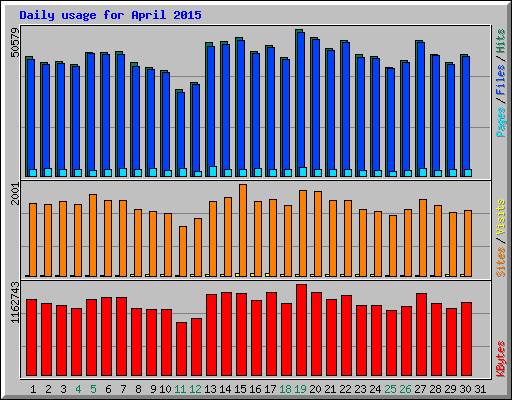 Daily usage for April 2015
50579
Pages / Files / Hits
2001
Sites / Visits
1162743
KBytes
1 2 3 4 5 6 7 8 9 10 11 12 13 14 15 16 17 18 19 20 21 22 23 24 25 26 27 28 29 30 31